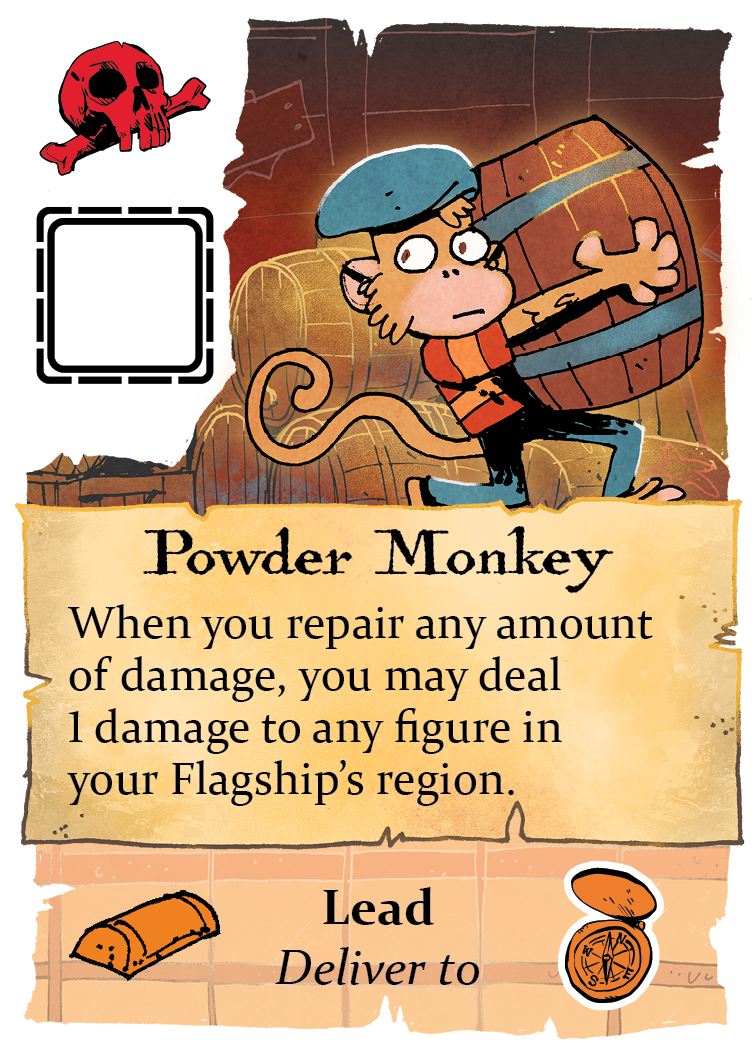 Powder Monkey
When you repair any amount
of damage, you may deal
1 damage to any figure in
your Flagship's region.
Lead
Deliver to
N
E
S